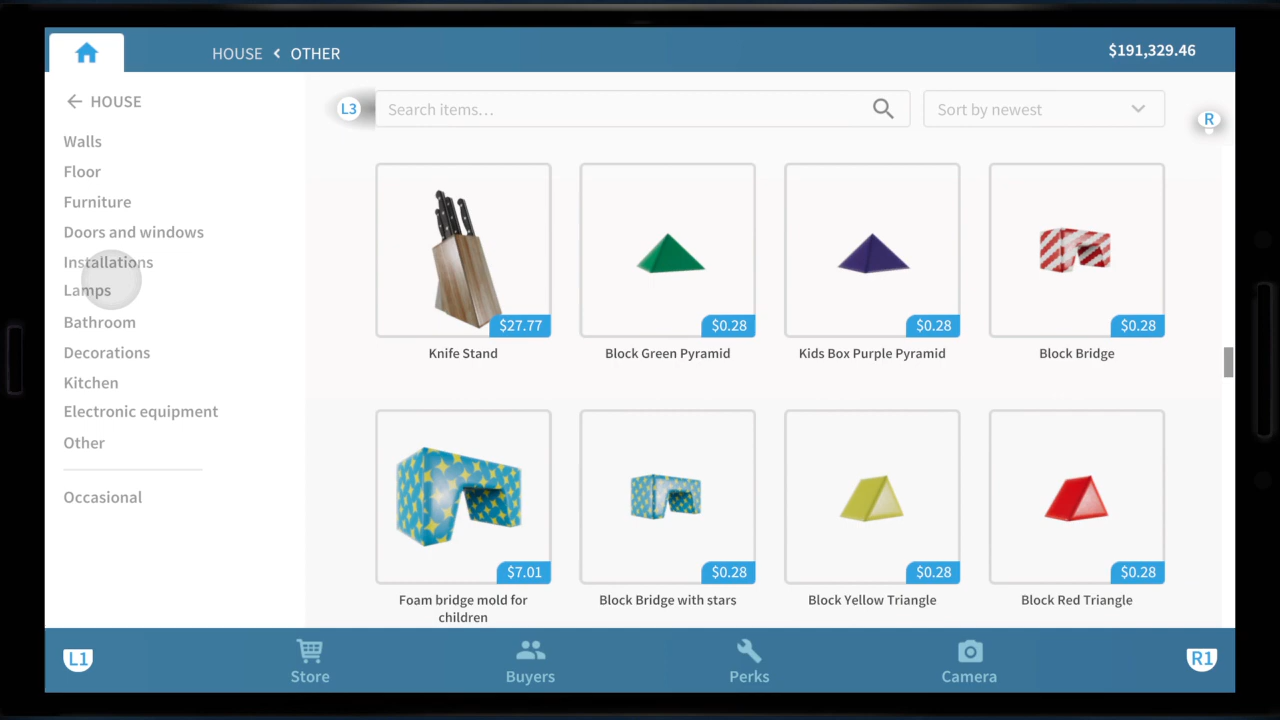 HOUSE < OTHER
$191,329.46
HOUSE
L3
Search items...
Sort by newest
R
Walls
Floor
Furniture
Doors and windows
Installations
Lamps
Bathroom
Decorations
Kitchen
Electronic equipment
Other
Occasional
$27.77
$0.28
$0.28
$0.28
Knife Stand
Block Green Pyramid
Kids Box Purple Pyramid
Block Bridge
$7.01
$0.28
$0.28
$0.28
Foam bridge mold for
children
Block Bridge with stars
Block Yellow Triangle
Block Red Triangle
L1
Store
Buyers
Perks
Camera
R1